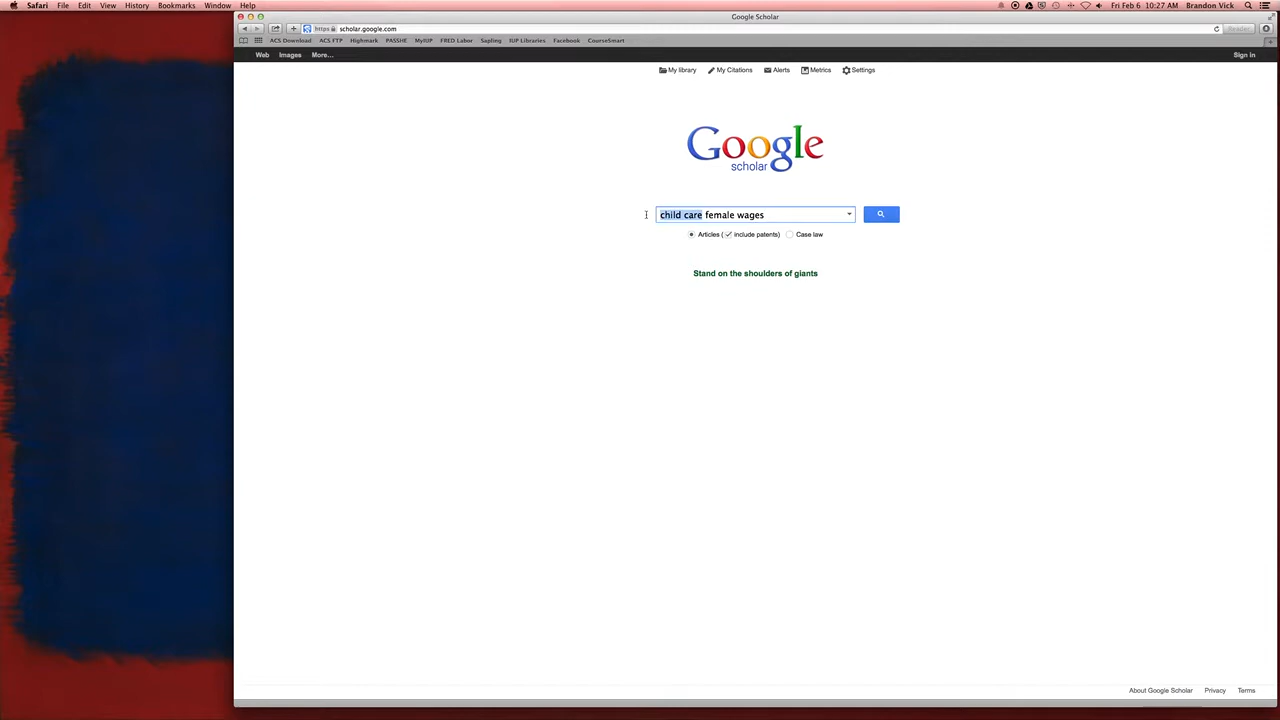 Safari File Edit View History Bookmarks Window Help Fri Feb 6 10:27 AM Brandon Vick
Google Scholar
https scholar.google.com Reader
ACS Download ACS FTP Highmark PASSHE MyIUP FRED Labor Sapling IUP Libraries Facebook CourseSmart
Web Images More... Sign in
My library My Citations Alerts Metrics Settings
Google
scholar
child care female wages
Articles ( include patents) Case law
Stand on the shoulders of giants
About Google Scholar Privacy Terms